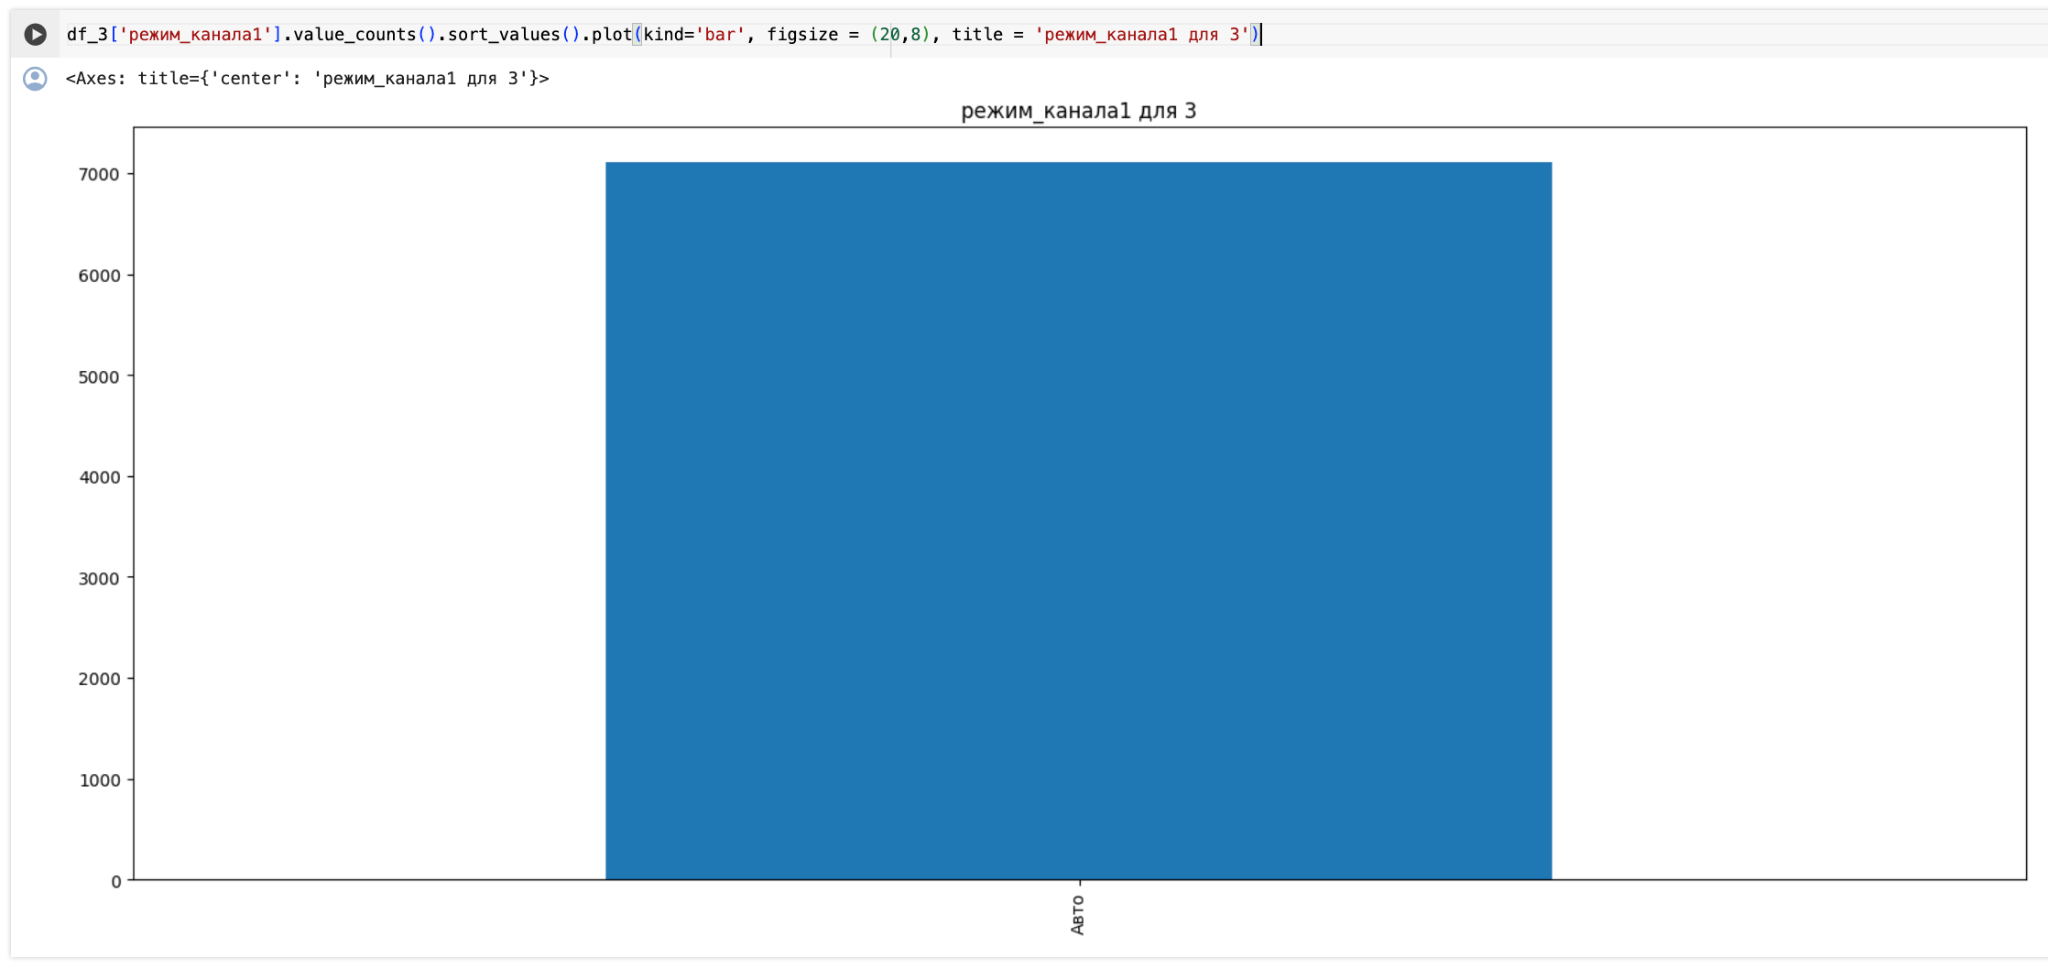 df_3['режим_канала1'].value_counts().sort_values().plot(kind='bar', figsize = (20,8), title = 'режим_канала1 для 3')
<Axes: title={'center': 'режим_канала1 для 3'}>
режим_канала1 для 3
7000
6000
5000
4000
3000
2000
1000
0
Авто